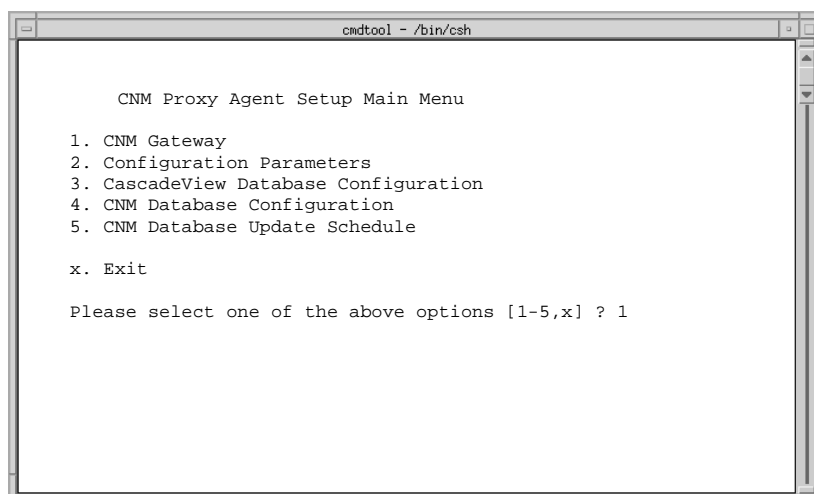 cmdtool - /bin/csh
CNM Proxy Agent Setup Main Menu
1. CNM Gateway
2. Configuration Parameters
3. CascadeView Database Configuration
4. CNM Database Configuration
5. CNM Database Update Schedule
x. Exit
Please select one of the above options [1-5,x] ? 1